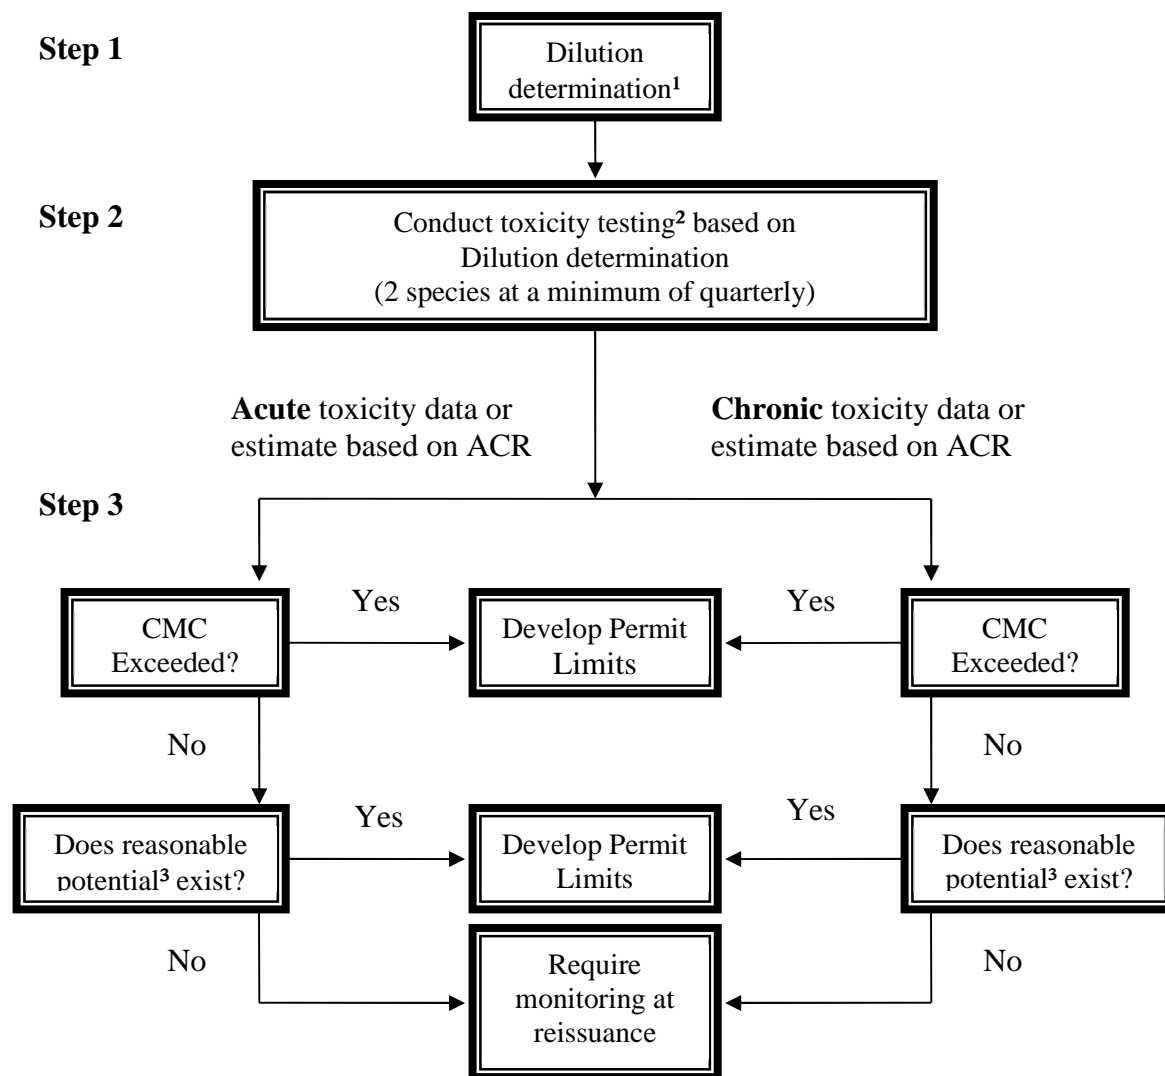 Step 1
Dilution
determination¹
Step 2
Conduct toxicity testing² based on
Dilution determination
(2 species at a minimum of quarterly)
Acute toxicity data or
estimate based on ACR
Chronic toxicity data or
estimate based on ACR
Step 3
CMC
Exceeded?
Yes
Develop Permit
Limits
Yes
CMC
Exceeded?
No
No
Does reasonable
potential³ exist?
Yes
Develop Permit
Limits
Yes
Does reasonable
potential³ exist?
No
Require
monitoring at
reissuance
No